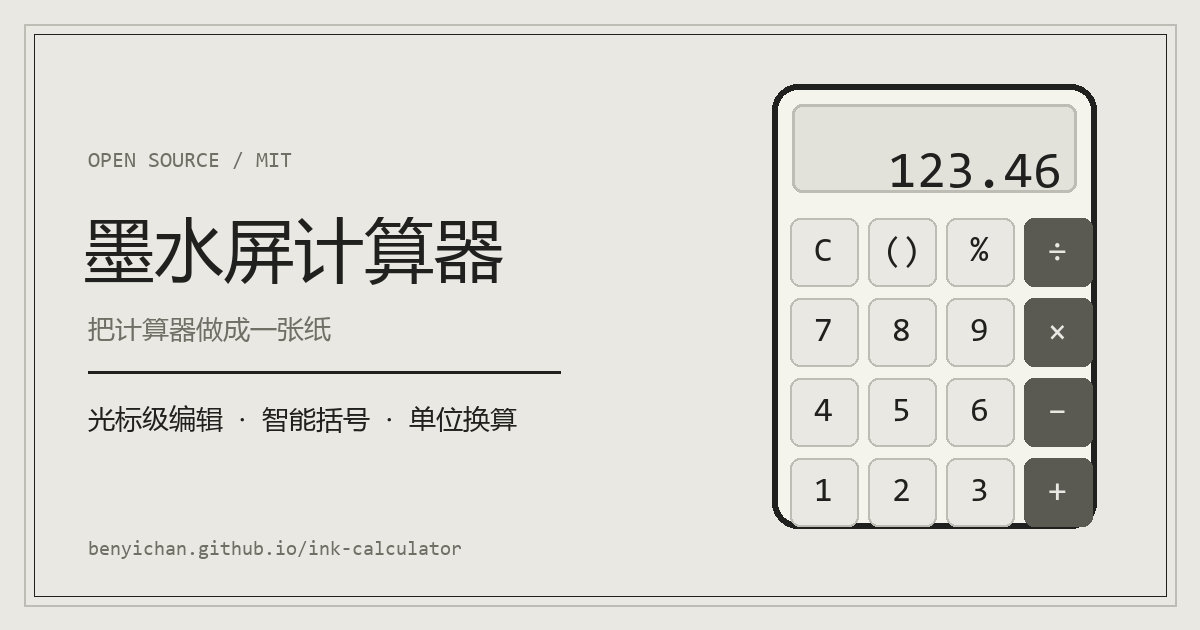 OPEN SOURCE / MIT
墨水屏计算器
把计算器做成一张纸
光标级编辑 · 智能括号 · 单位换算
benyichan.github.io/ink-calculator
123.46
C () % ÷
7 8 9 ×
4 5 6 −
1 2 3 +